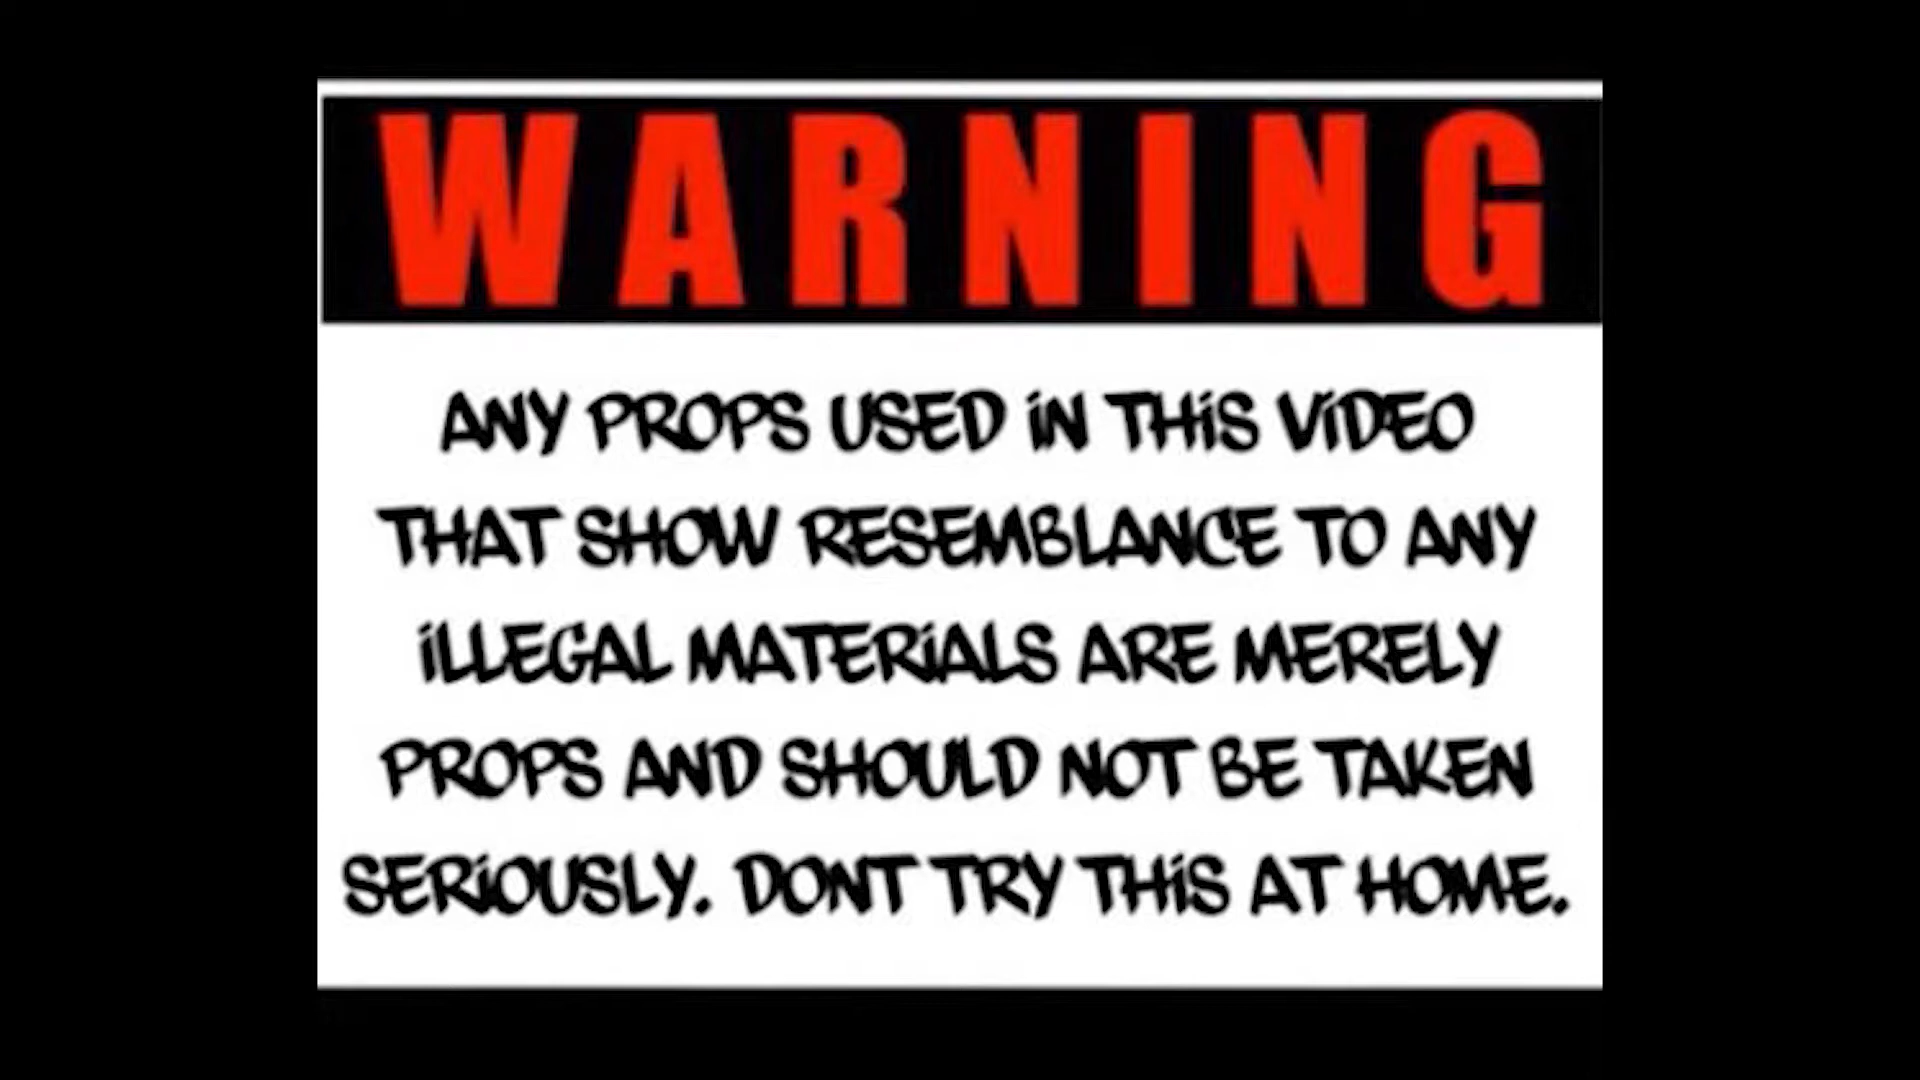 WARNING
ANY PROPS USED iN THiS ViDEO
THAT SHOW RESEMBLANCE TO ANY
iLLEGAL MATERiALS ARE MERELY
PROPS AND SHOULD NOT BE TAKEN
SERiOUSLY. DONT TRY THiS AT HOME.